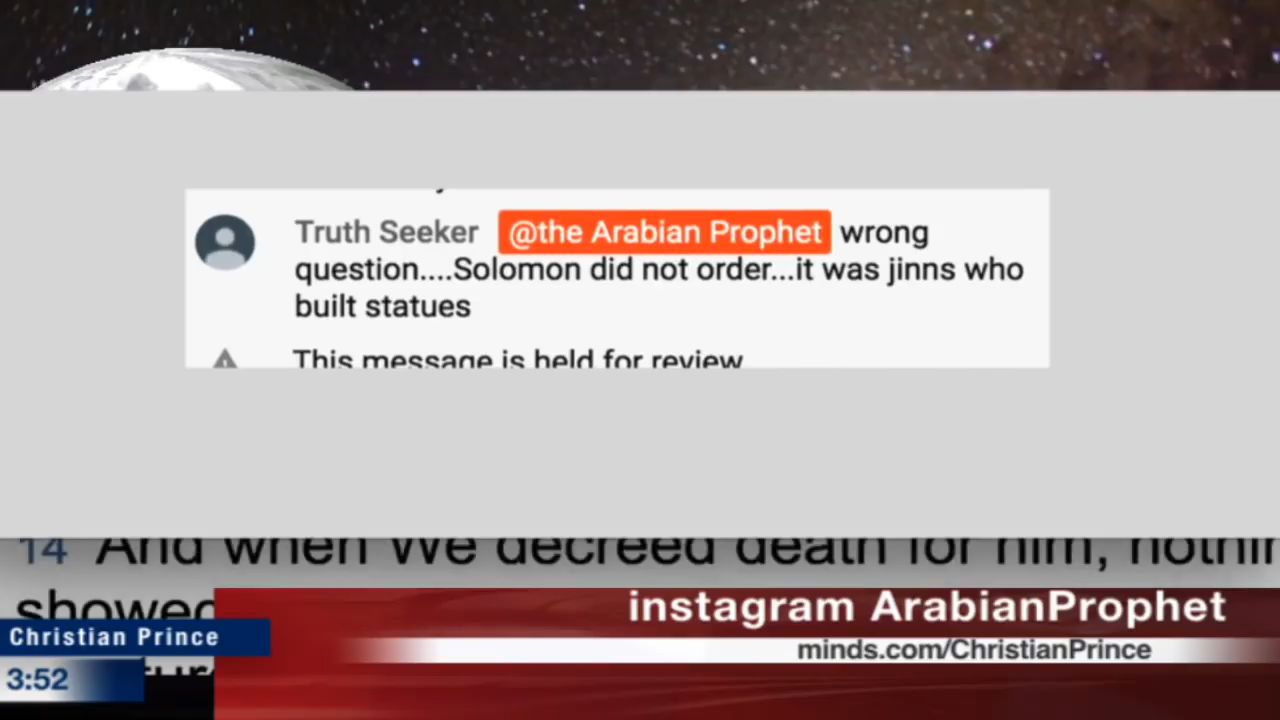 Truth Seeker @the Arabian Prophet wrong
question....Solomon did not order...it was jinns who
built statues
This message is held for review
14 And when We decreed death for him,
showed
instagram ArabianProphet
Christian Prince
minds.com/ChristianPrince
3:52